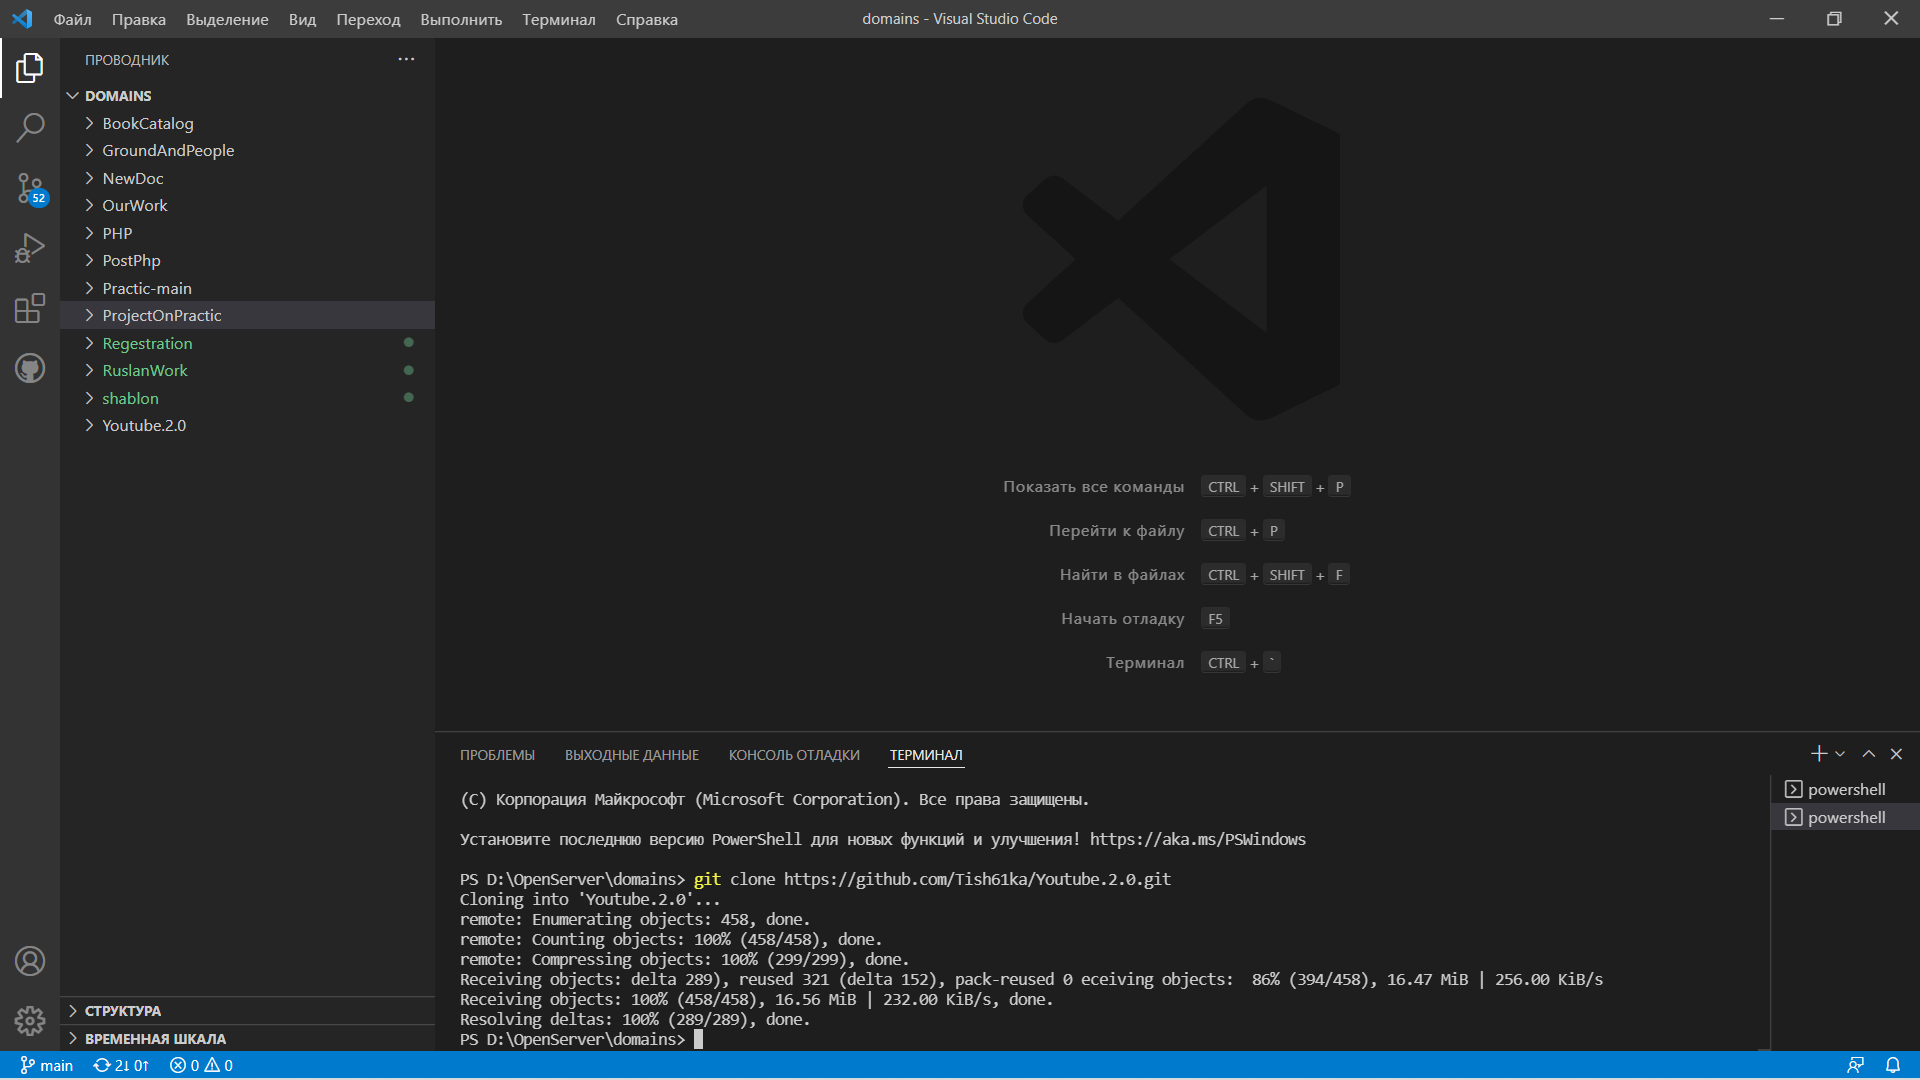 Файл Правка Выделение Вид Переход Выполнить Терминал Справка
domains - Visual Studio Code
ПРОВОДНИК
DOMAINS
BookCatalog
GroundAndPeople
NewDoc
52
OurWork
PHP
PostPhp
Practic-main
ProjectOnPractic
Regestration
RuslanWork
shablon
Youtube.2.0
СТРУКТУРА
ВРЕМЕННАЯ ШКАЛА
Показать все команды CTRL + SHIFT + P
Перейти к файлу CTRL + P
Найти в файлах CTRL + SHIFT + F
Начать отладку F5
Терминал CTRL + `
ПРОБЛЕМЫ ВЫХОДНЫЕ ДАННЫЕ КОНСОЛЬ ОТЛАДКИ ТЕРМИНАЛ
(C) Корпорация Майкрософт (Microsoft Corporation). Все права защищены.
Установите последнюю версию PowerShell для новых функций и улучшения! https://aka.ms/PSWindows
PS D:\OpenServer\domains> git clone https://github.com/Tish61ka/Youtube.2.0.git
Cloning into 'Youtube.2.0'...
remote: Enumerating objects: 458, done.
remote: Counting objects: 100% (458/458), done.
remote: Compressing objects: 100% (299/299), done.
Receiving objects: delta 289), reused 321 (delta 152), pack-reused 0 eceiving objects:  86% (394/458), 16.47 MiB | 256.00 KiB/s
Receiving objects: 100% (458/458), 16.56 MiB | 232.00 KiB/s, done.
Resolving deltas: 100% (289/289), done.
PS D:\OpenServer\domains>
powershell
powershell
main 2↓ 0↑ 0 0